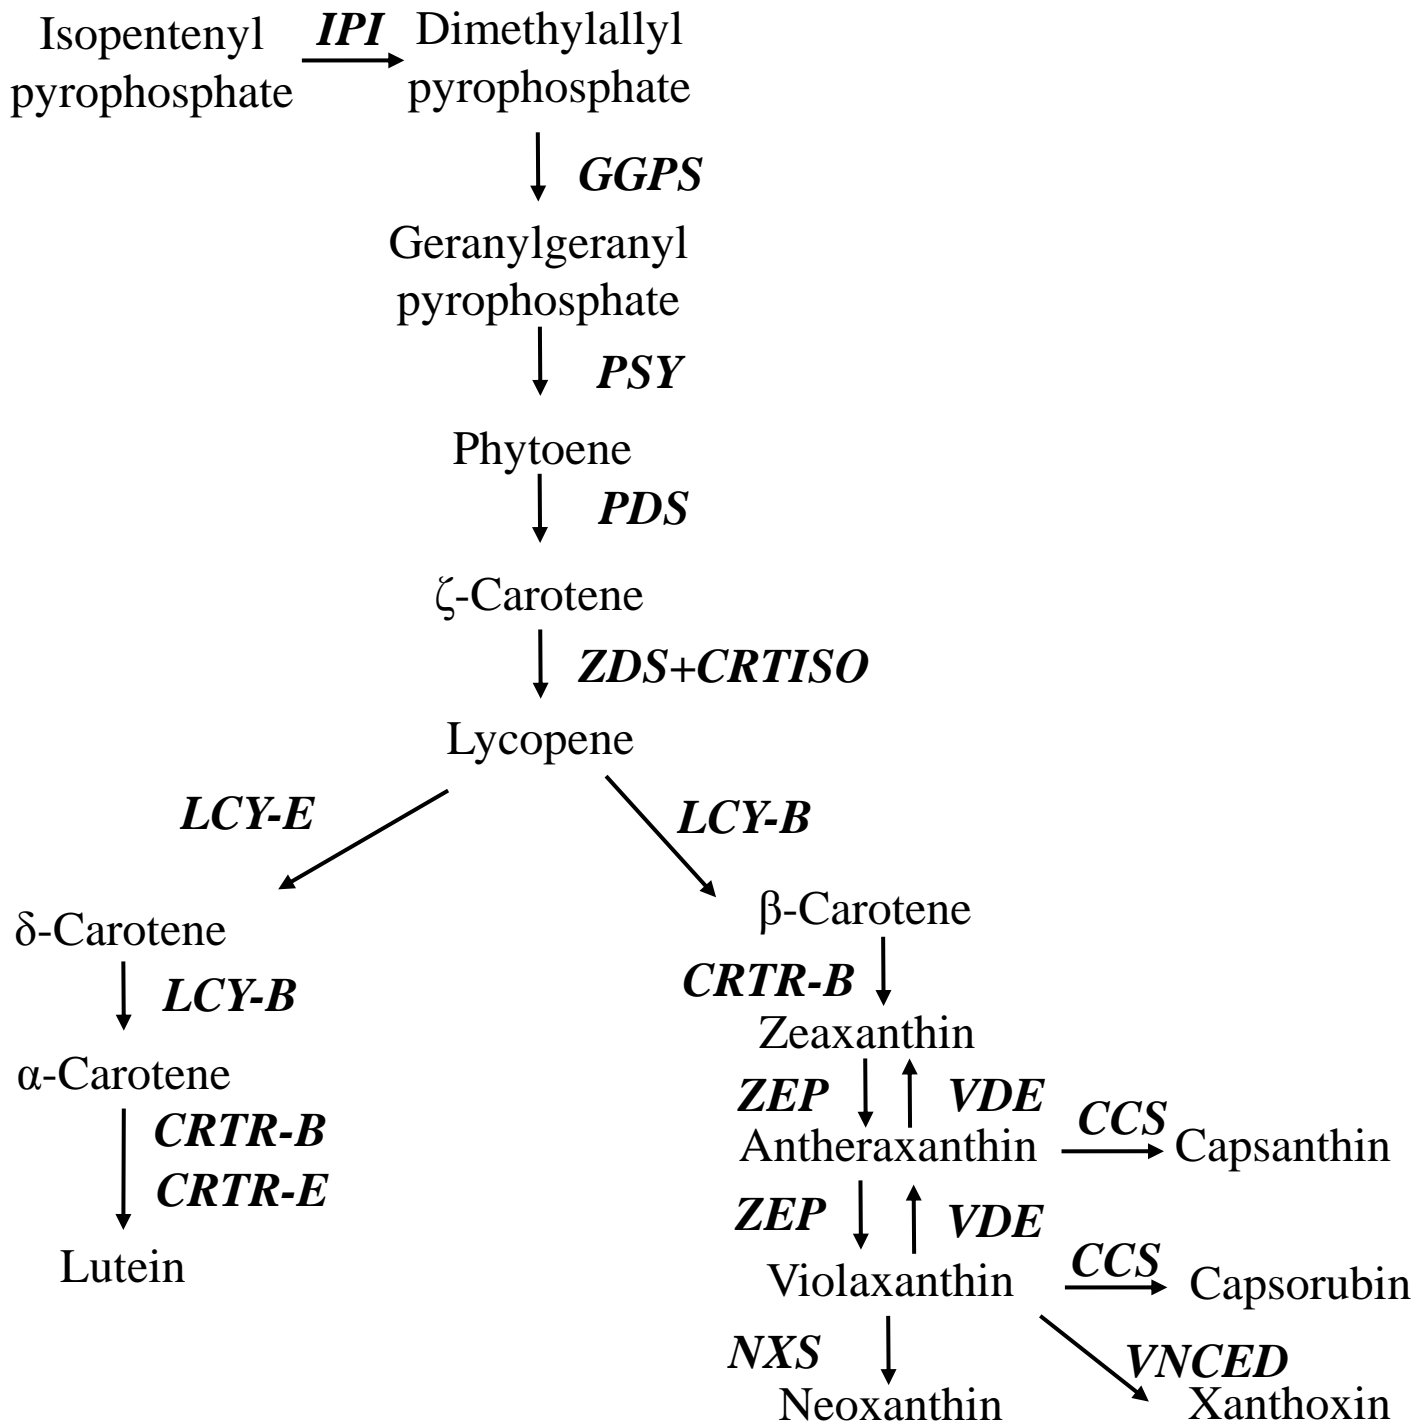 Isopentenyl
pyrophosphate
IPI
Dimethylallyl
pyrophosphate
GGPS
Geranylgeranyl
pyrophosphate
PSY
Phytoene
PDS
ζ-Carotene
ZDS+CRTISO
Lycopene
LCY-E
LCY-B
δ-Carotene
LCY-B
α-Carotene
CRTR-B
CRTR-E
Lutein
β-Carotene
CRTR-B
Zeaxanthin
ZEP
VDE
Antheraxanthin
CCS
Capsanthin
ZEP
VDE
Violaxanthin
CCS
Capsorubin
NXS
Neoxanthin
VNCED
Xanthoxin